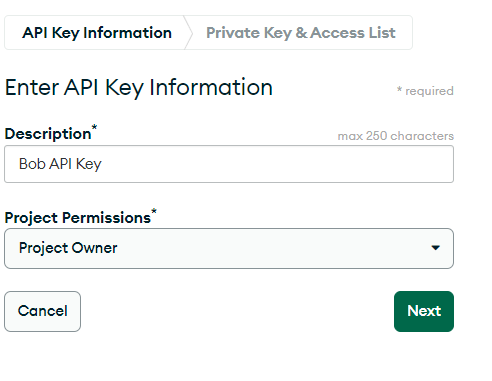 API Key Information Private Key & Access List
Enter API Key Information
* required
Description*
max 250 characters
Bob API Key
Project Permissions*
Project Owner
Cancel
Next